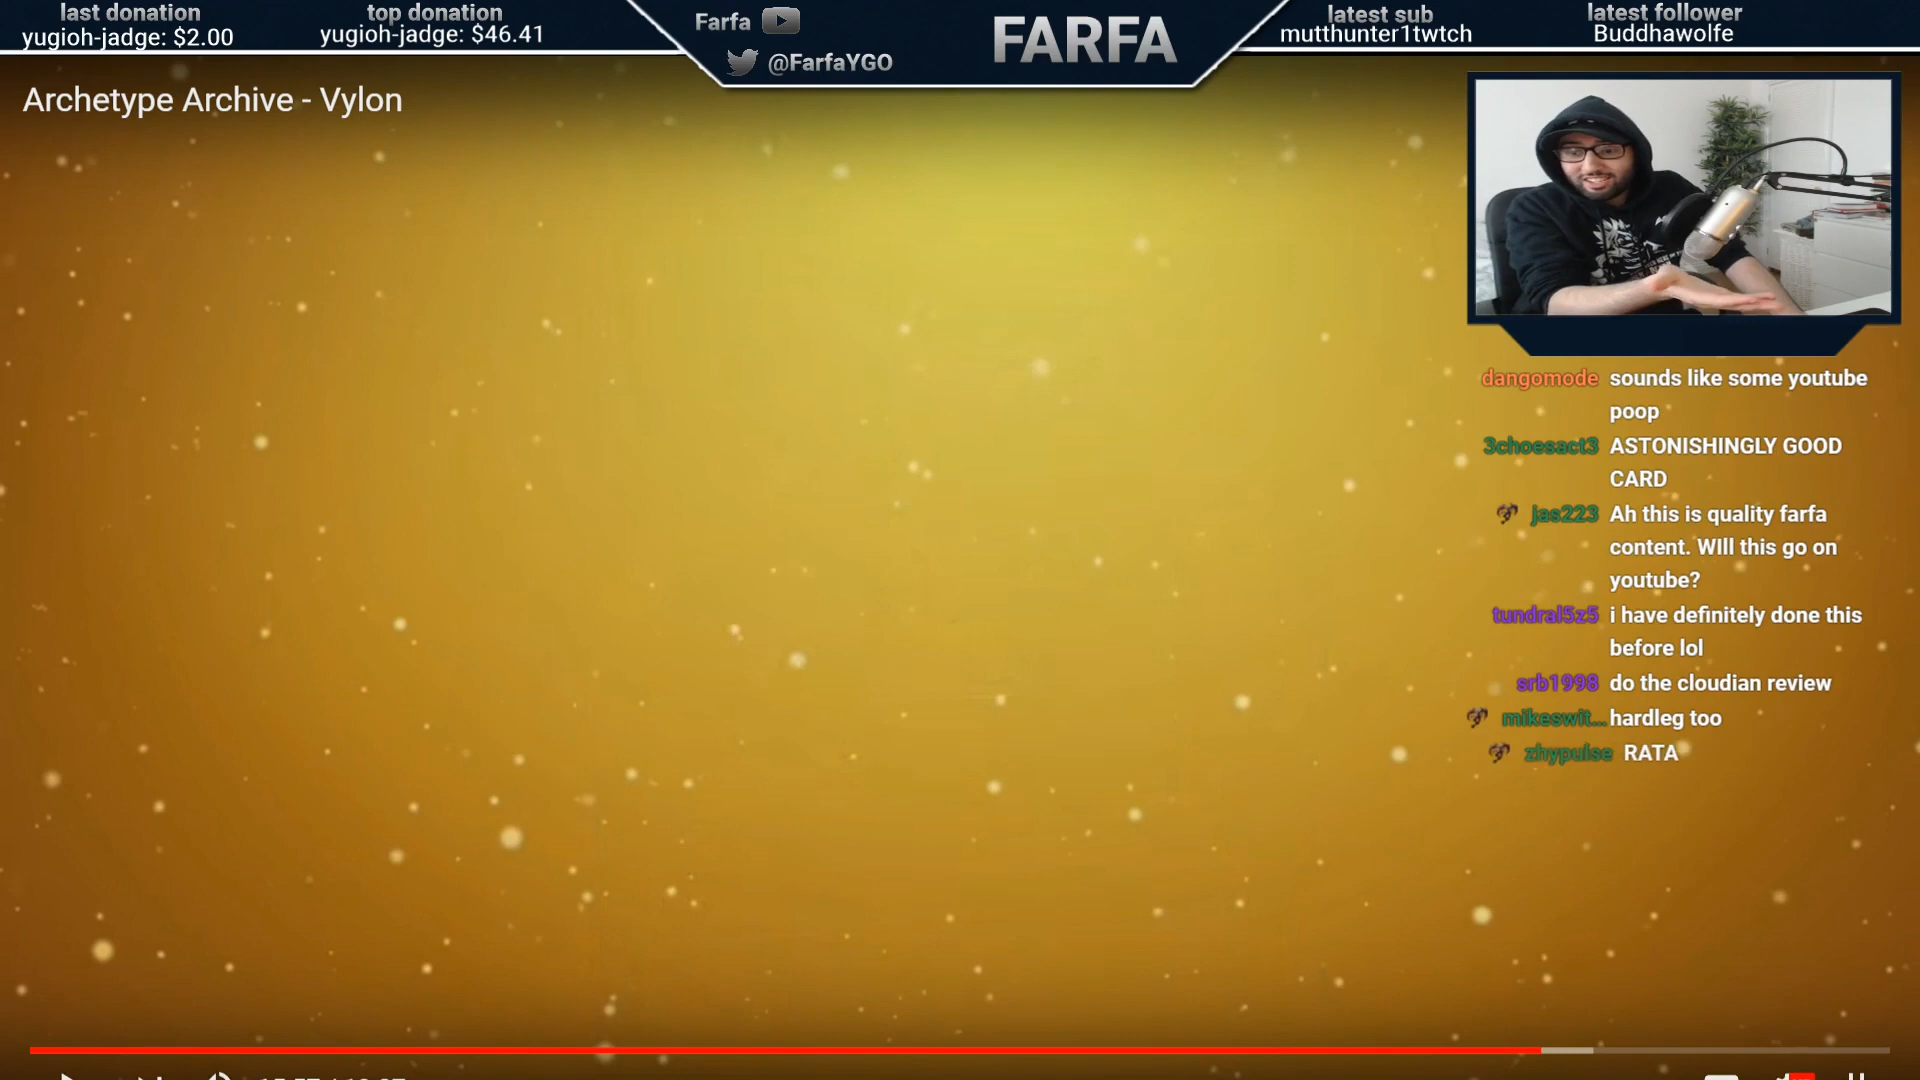 last donation
yugioh-jadge: $2.00
top donation
yugioh-jadge: $46.41
Farfa
@FarfaYGO
FARFA
latest sub
mutthunter1twtch
latest follower
Buddhawolfe
Archetype Archive - Vylon
dangomode sounds like some youtube
poop
3choesact3 ASTONISHINGLY GOOD
CARD
jas223 Ah this is quality farfa
content. WIll this go on
youtube?
tundral5z5 i have definitely done this
before lol
srb1998 do the cloudian review
mikeswit... hardleg too
zhypulse RATA